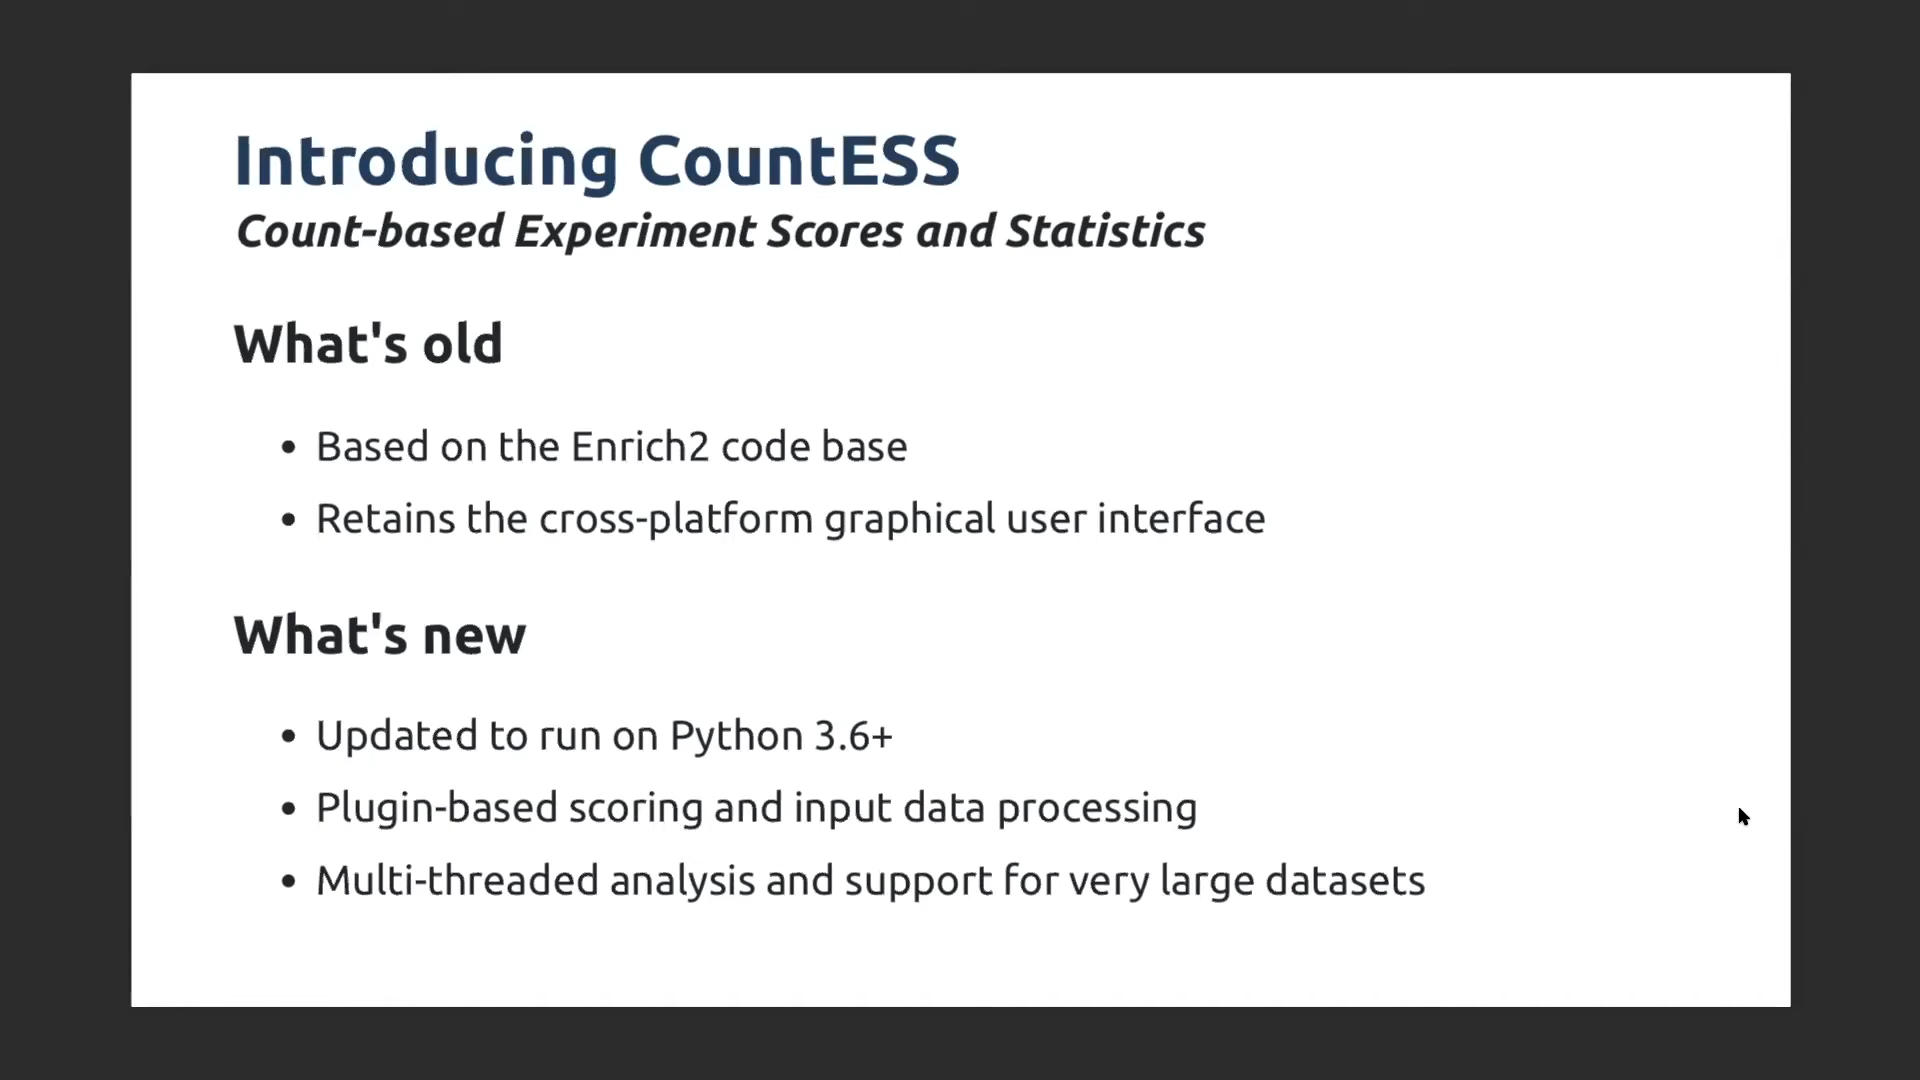 Introducing CountESS
Count-based Experiment Scores and Statistics
What's old
• Based on the Enrich2 code base
• Retains the cross-platform graphical user interface
What's new
• Updated to run on Python 3.6+
• Plugin-based scoring and input data processing
• Multi-threaded analysis and support for very large datasets